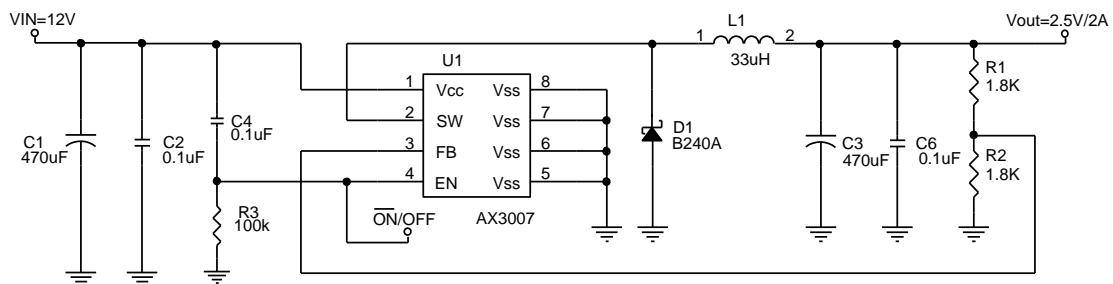 VIN=12V
Vout=2.5V/2A
L1
1 2
33uH
U1
1 Vcc Vss 8
2 SW Vss 7
3 FB Vss 6
4 EN Vss 5
AX3007
C1
470uF
C2
0.1uF
C4
0.1uF
R3
100k
ON/OFF
D1
B240A
C3
470uF
C6
0.1uF
R1
1.8K
R2
1.8K